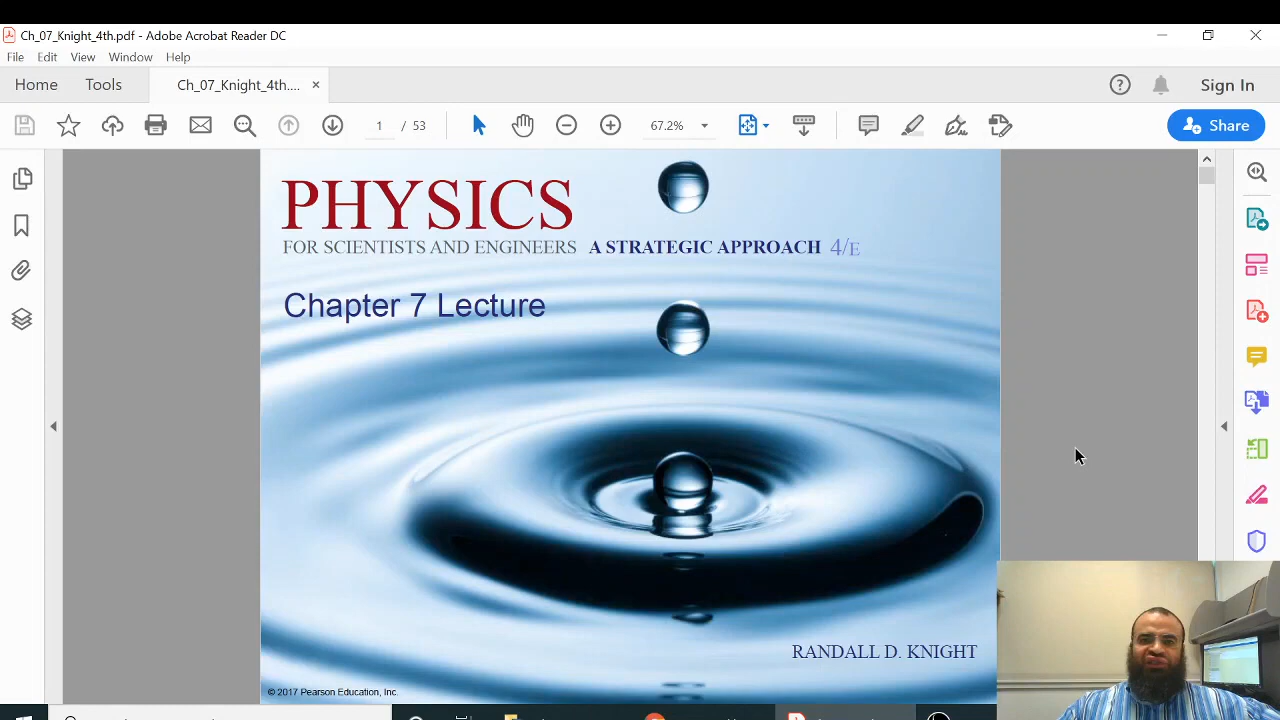 Ch_07_Knight_4th.pdf - Adobe Acrobat Reader DC
File Edit View Window Help
Home Tools Ch_07_Knight_4th.... × Sign In
1 / 53 67.2% Share
PHYSICS
FOR SCIENTISTS AND ENGINEERS A STRATEGIC APPROACH 4/E
Chapter 7 Lecture
RANDALL D. KNIGHT
© 2017 Pearson Education, Inc.